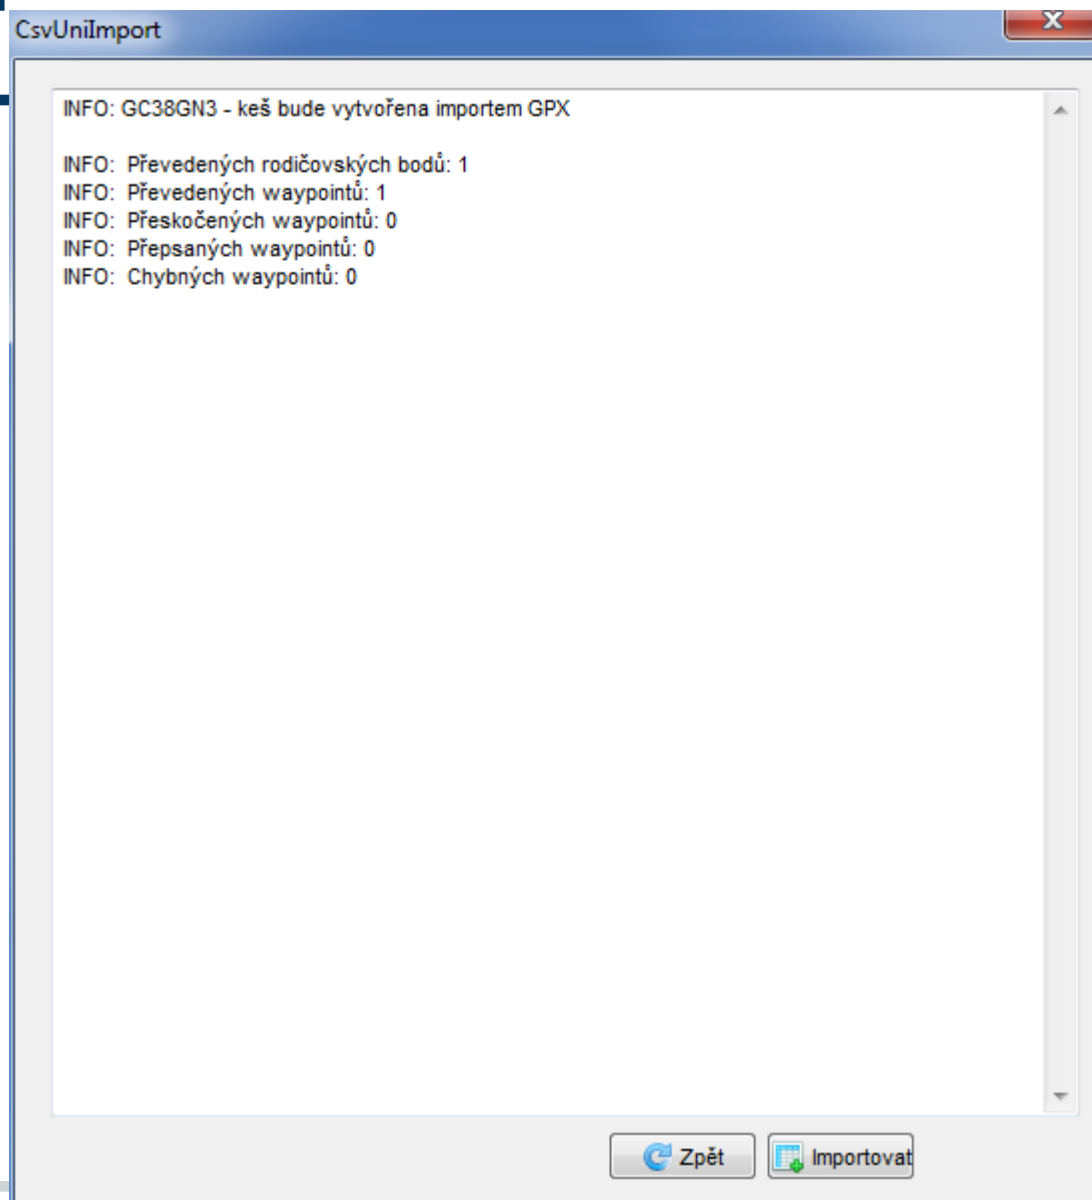 CsvUniImport
INFO: GC38GN3 - keš bude vytvořena importem GPX
INFO: Převedených rodičovských bodů: 1
INFO: Převedených waypointů: 1
INFO: Přeskočených waypointů: 0
INFO: Přepsaných waypointů: 0
INFO: Chybných waypointů: 0
Zpět
Importovat